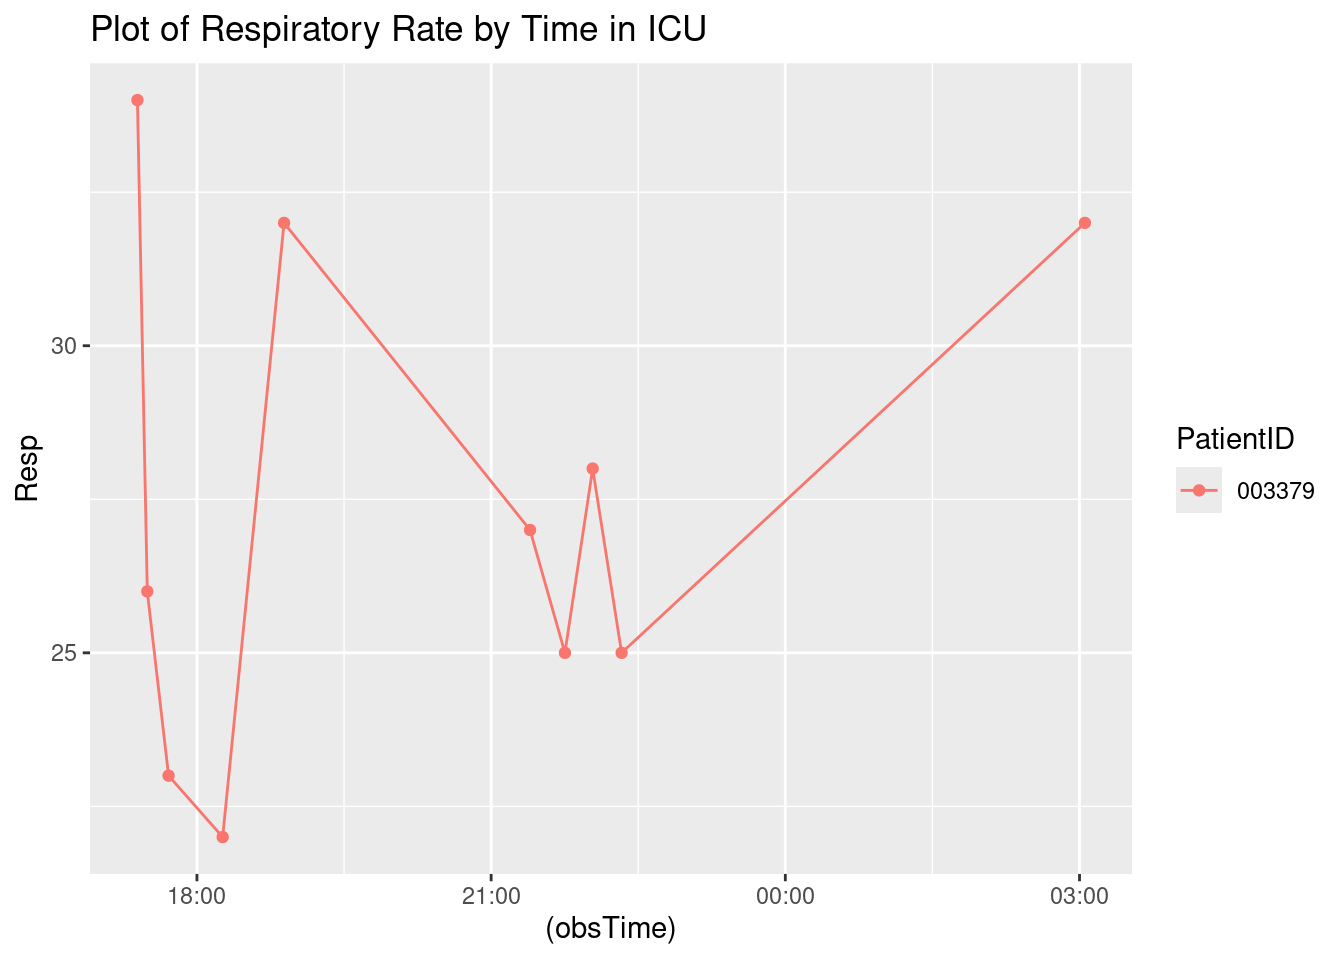 Plot of Respiratory Rate by Time in ICU
Resp
30
25
18:00
21:00
00:00
03:00
(obsTime)
PatientID
003379